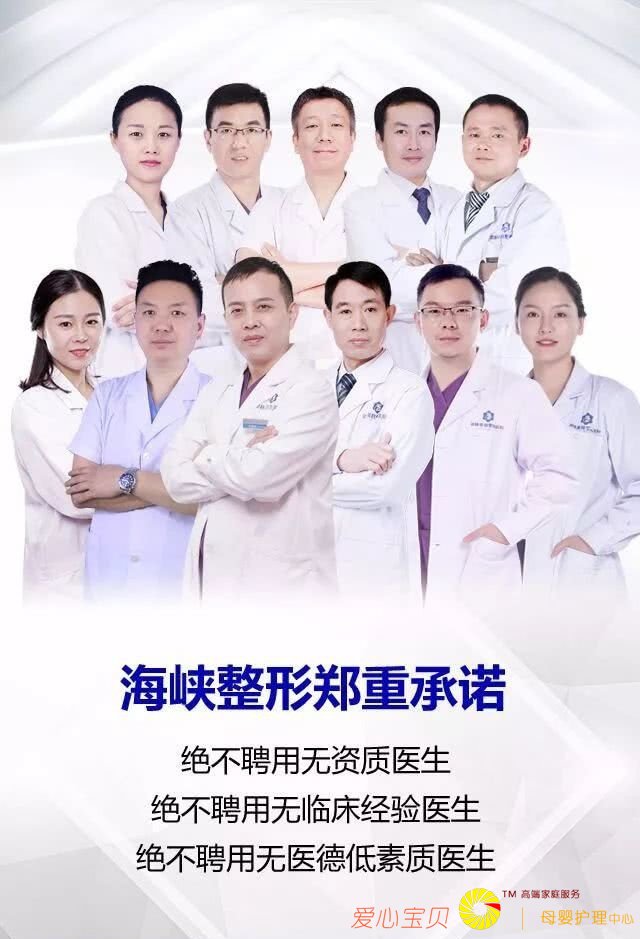 海峡整形郑重承诺
绝不聘用无资质医生
绝不聘用无临床经验医生
绝不聘用无医德低素质医生
爱心宝贝
TM 高端家庭服务
母婴护理中心